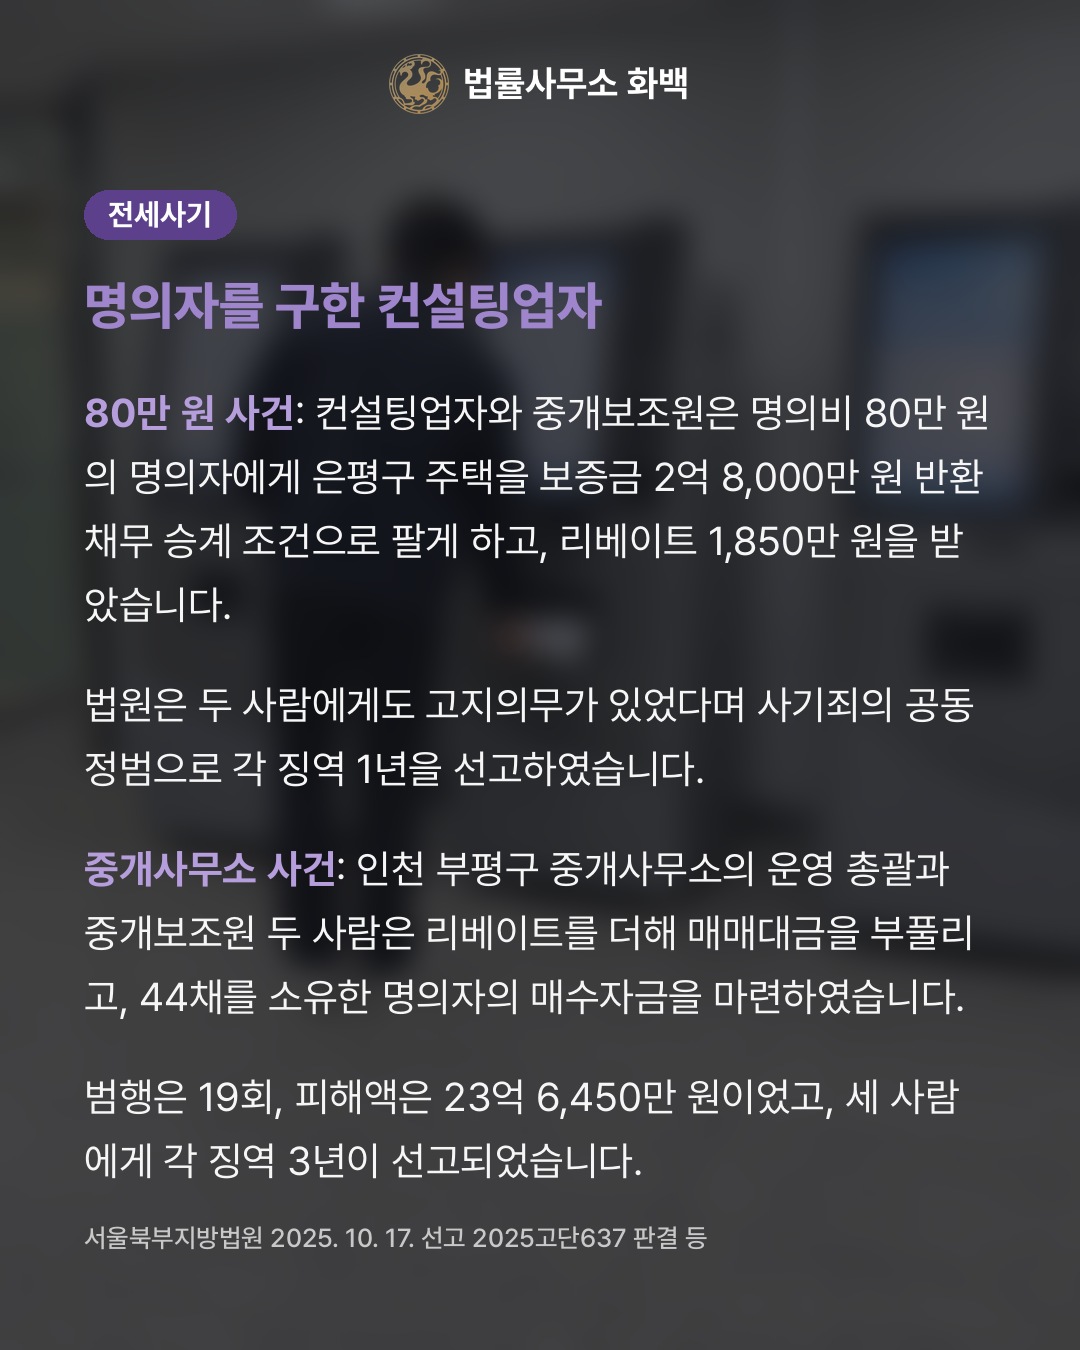 법률사무소 화백
전세사기
명의자를 구한 컨설팅업자
80만 원 사건: 컨설팅업자와 중개보조원은 명의비 80만 원
의 명의자에게 은평구 주택을 보증금 2억 8,000만 원 반환
채무 승계 조건으로 팔게 하고, 리베이트 1,850만 원을 받
았습니다.
법원은 두 사람에게도 고지의무가 있었다며 사기죄의 공동
정범으로 각 징역 1년을 선고하였습니다.
중개사무소 사건: 인천 부평구 중개사무소의 운영 총괄과
중개보조원 두 사람은 리베이트를 더해 매매대금을 부풀리
고, 44채를 소유한 명의자의 매수자금을 마련하였습니다.
범행은 19회, 피해액은 23억 6,450만 원이었고, 세 사람
에게 각 징역 3년이 선고되었습니다.
서울북부지방법원 2025. 10. 17. 선고 2025고단637 판결 등